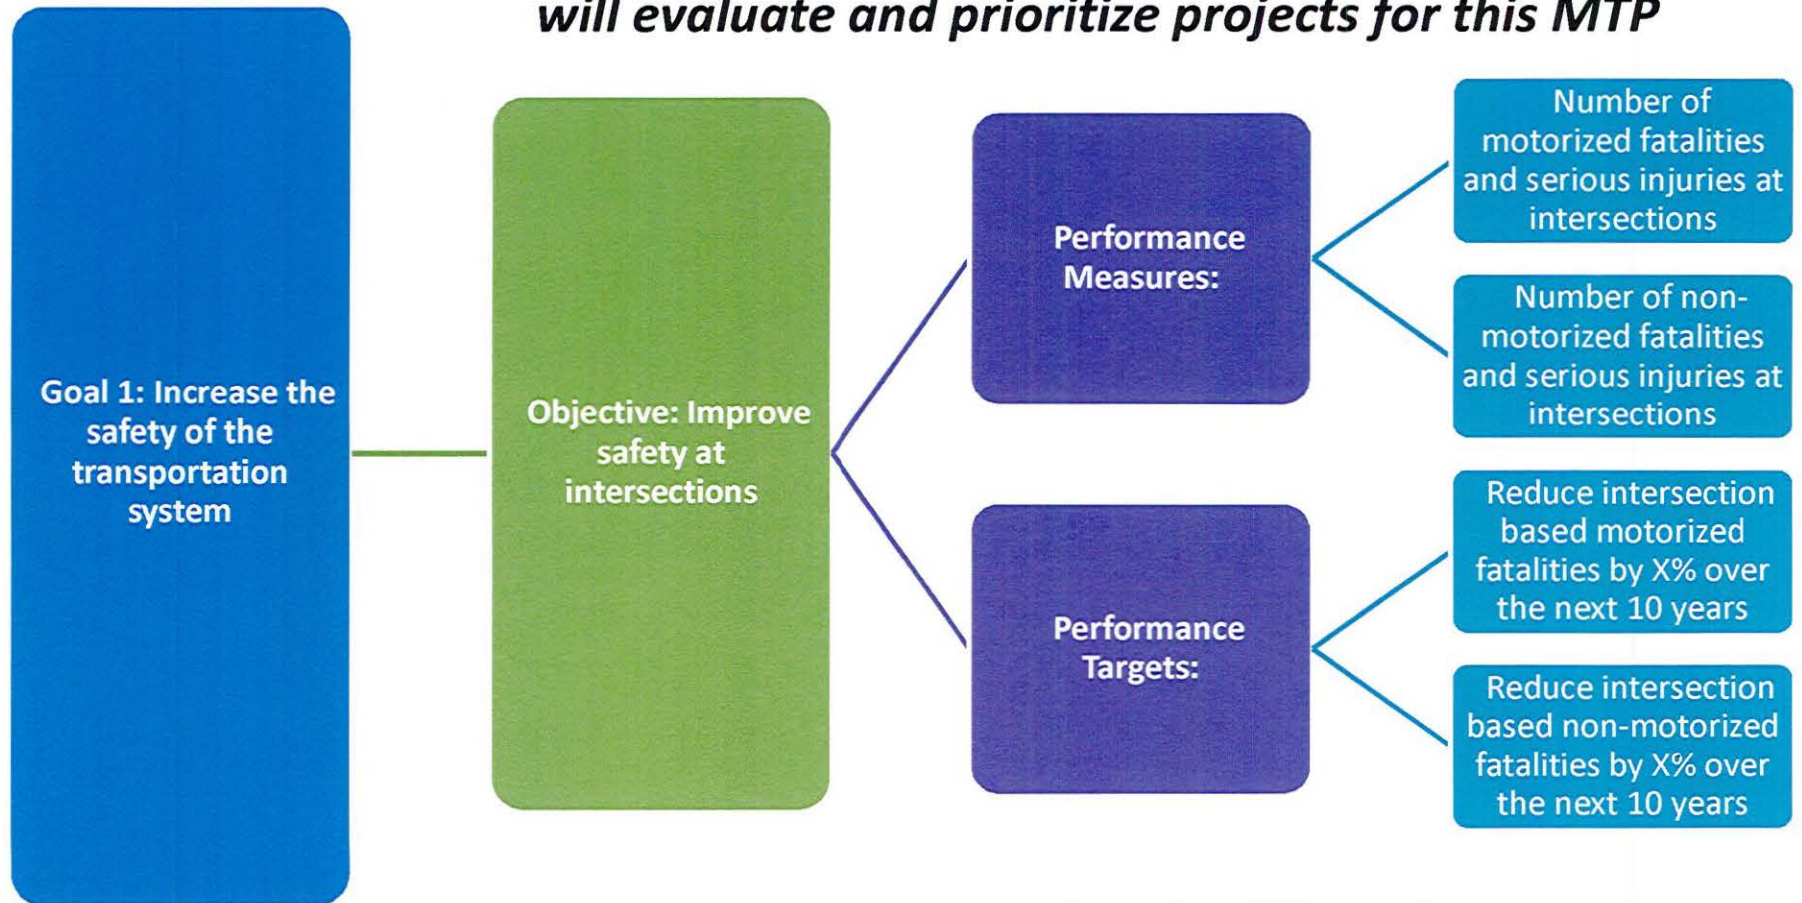 will evaluate and prioritize projects for this MTP
Goal 1: Increase the
safety of the
transportation
system
Objective: Improve
safety at
intersections
Performance
Measures:
Number of
motorized fatalities
and serious injuries at
intersections
Number of non-
motorized fatalities
and serious injuries at
intersections
Performance
Targets:
Reduce intersection
based motorized
fatalities by X% over
the next 10 years
Reduce intersection
based non-motorized
fatalities by X% over
the next 10 years